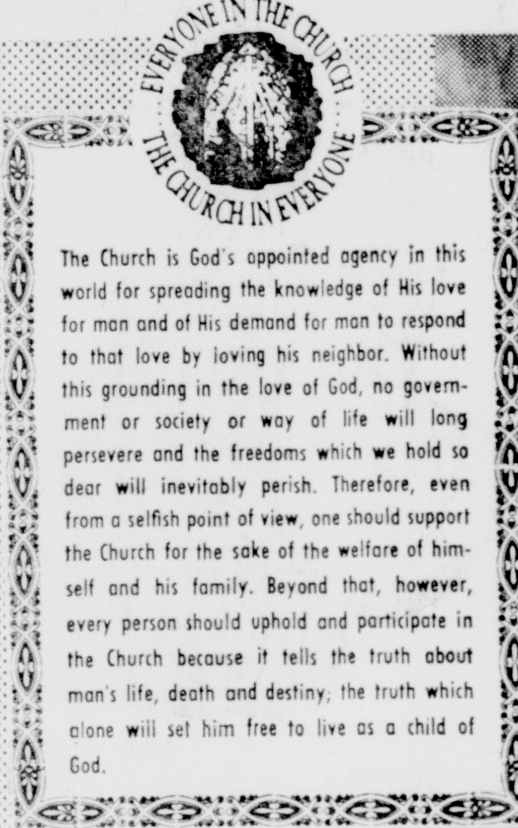 EVERYONE IN THE CHURCH
THE CHURCH IN EVERYONE
The Church is God's appointed agency in this
world for spreading the knowledge of His love
for man and of His demand for man to respond
to that love by loving his neighbor. Without
this grounding in the love of God, no govern-
ment or society or way of life will long
persevere and the freedoms which we hold so
dear will inevitably perish. Therefore, even
from a selfish point of view, one should support
the Church for the sake of the welfare of him-
self and his family. Beyond that, however,
every person should uphold and participate in
the Church because it tells the truth about
man's life, death and destiny; the truth which
alone will set him free to live as a child of
God.